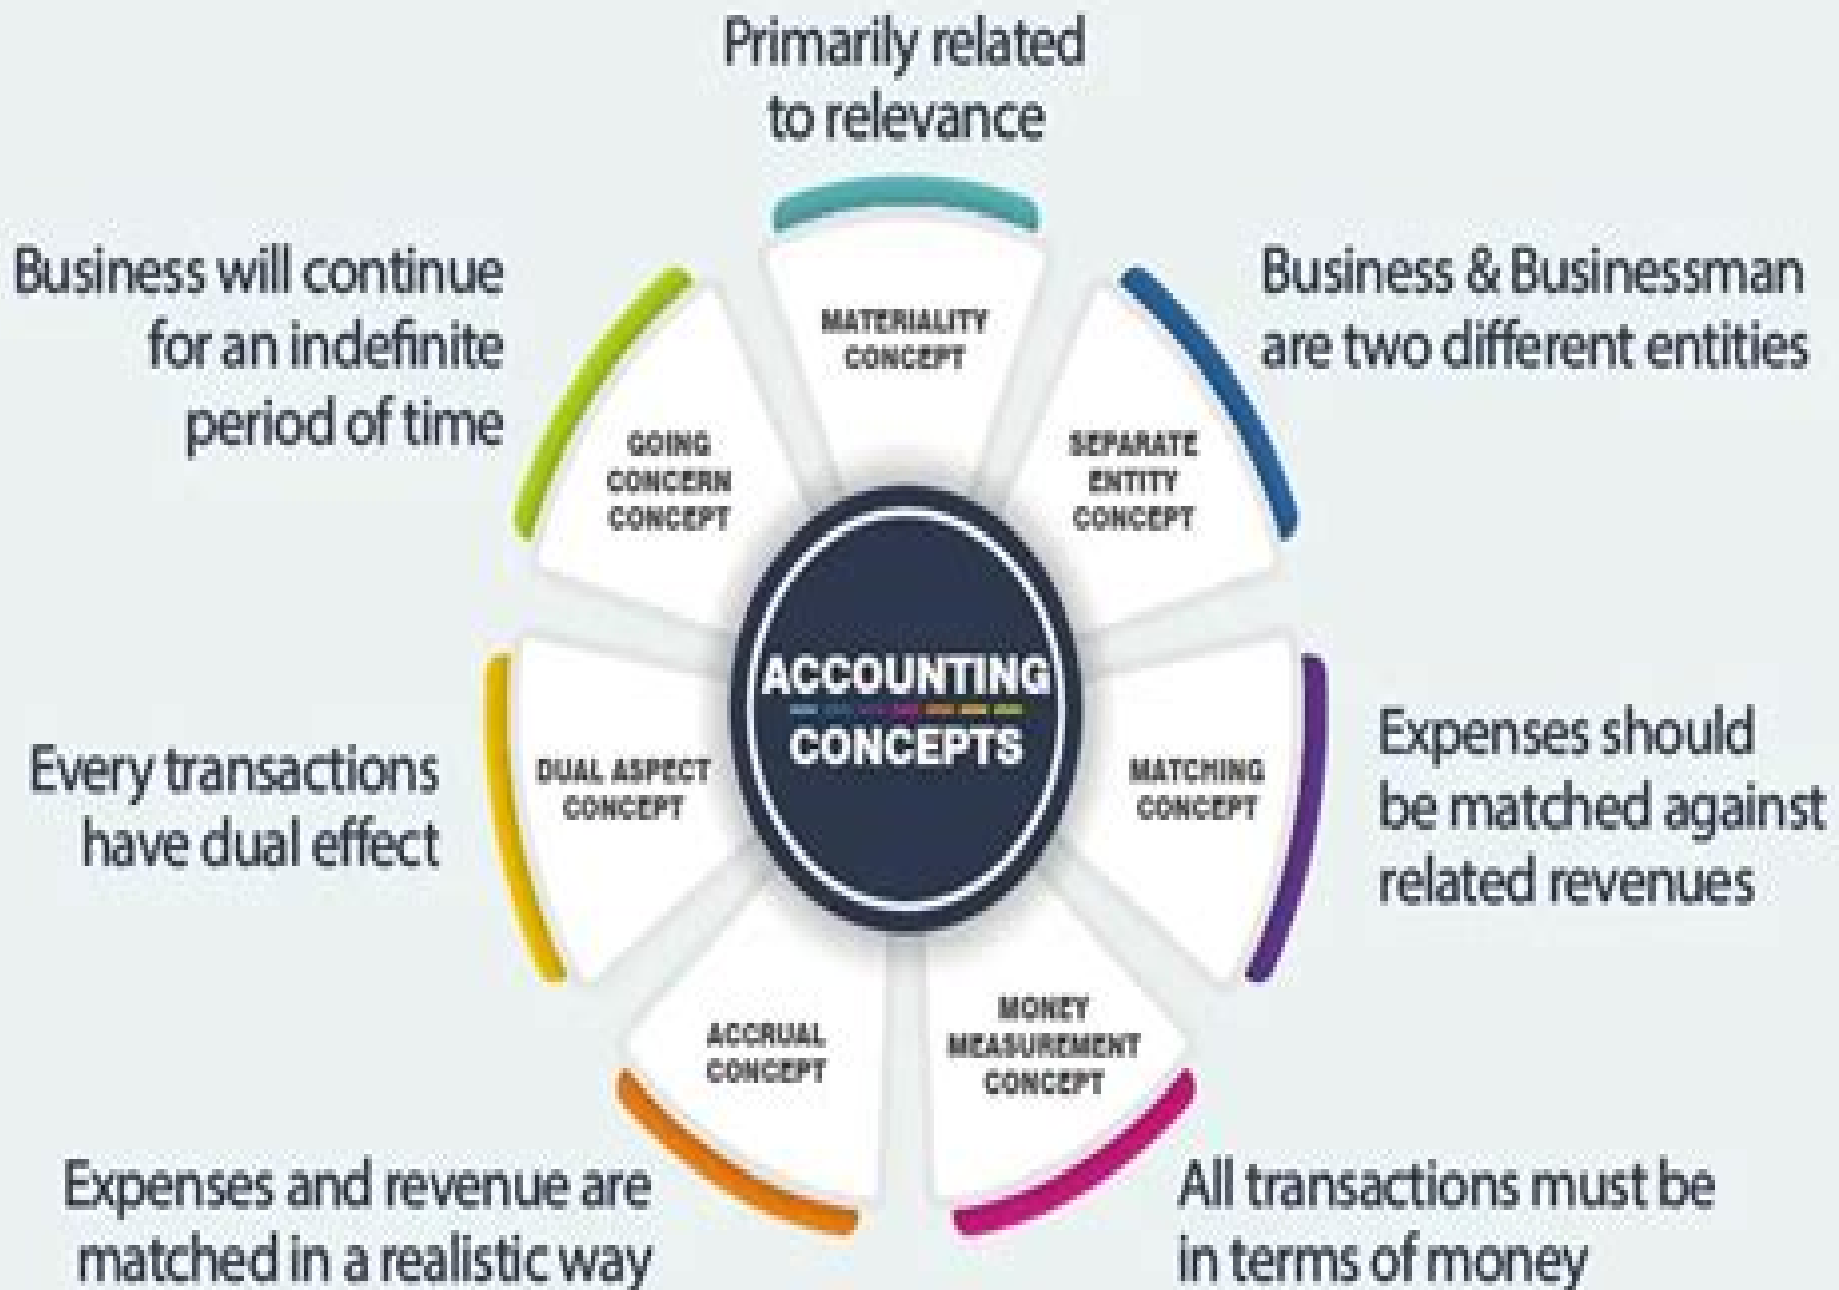 Primarily related
to relevance
MATERIALITY
CONCEPT
Business & Businessman
are two different entities
SEPARATE
ENTITY
CONCEPT
Expenses should
be matched against
related revenues
MATCHING
CONCEPT
All transactions must be
in terms of money
MONEY
MEASUREMENT
CONCEPT
Expenses and revenue are
matched in a realistic way
ACCRUAL
CONCEPT
Every transactions
have dual effect
DUAL ASPECT
CONCEPT
Business will continue
for an indefinite
period of time
GOING
CONCERN
CONCEPT
ACCOUNTING
CONCEPTS